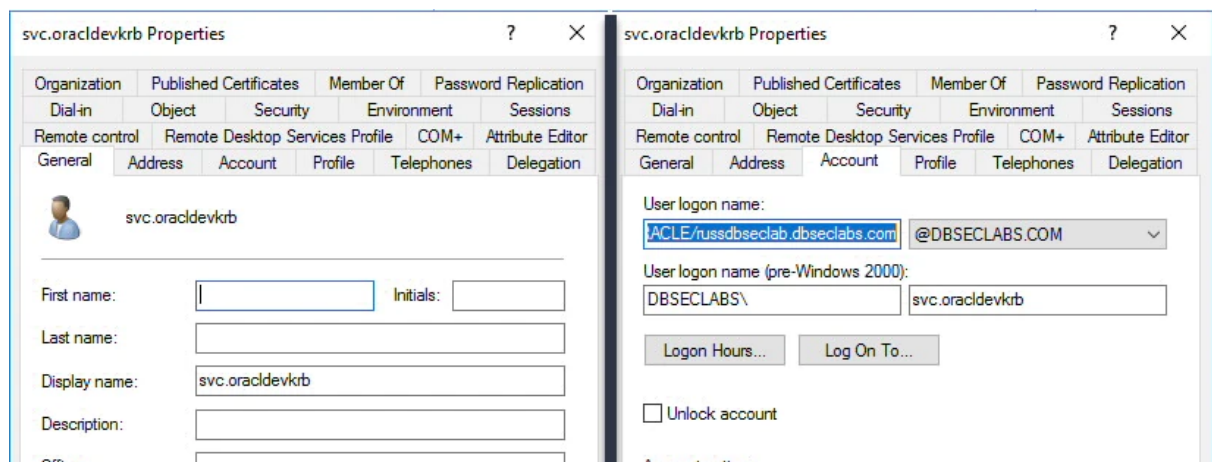 svc.oracldevkrb Properties ? ×
Organization Published Certificates Member Of Password Replication
Dial-in Object Security Environment Sessions
Remote control Remote Desktop Services Profile COM+ Attribute Editor
General Address Account Profile Telephones Delegation
svc.oracldevkrb
First name:
Initials:
Last name:
Display name: svc.oracldevkrb
Description:
svc.oracldevkrb Properties ? ×
Organization Published Certificates Member Of Password Replication
Dial-in Object Security Environment Sessions
Remote control Remote Desktop Services Profile COM+ Attribute Editor
General Address Account Profile Telephones Delegation
User logon name:
ACLE/russdbseclab.dbseclabs.com @DBSECLABS.COM
User logon name (pre-Windows 2000):
DBSECLABS\ svc.oracldevkrb
Logon Hours... Log On To...
Unlock account